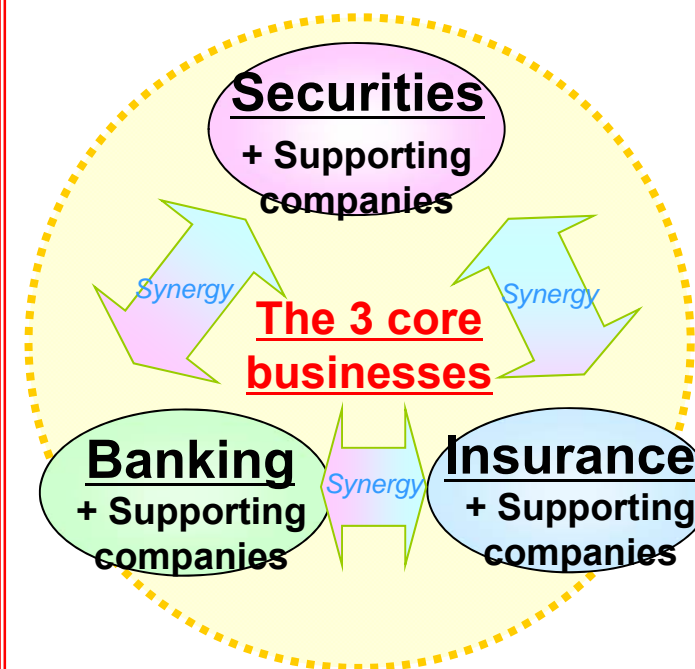 Securities
+ Supporting
companies
Synergy
Synergy
The 3 core
businesses
Banking
+ Supporting
companies
Synergy
Insurance
+ Supporting
companies